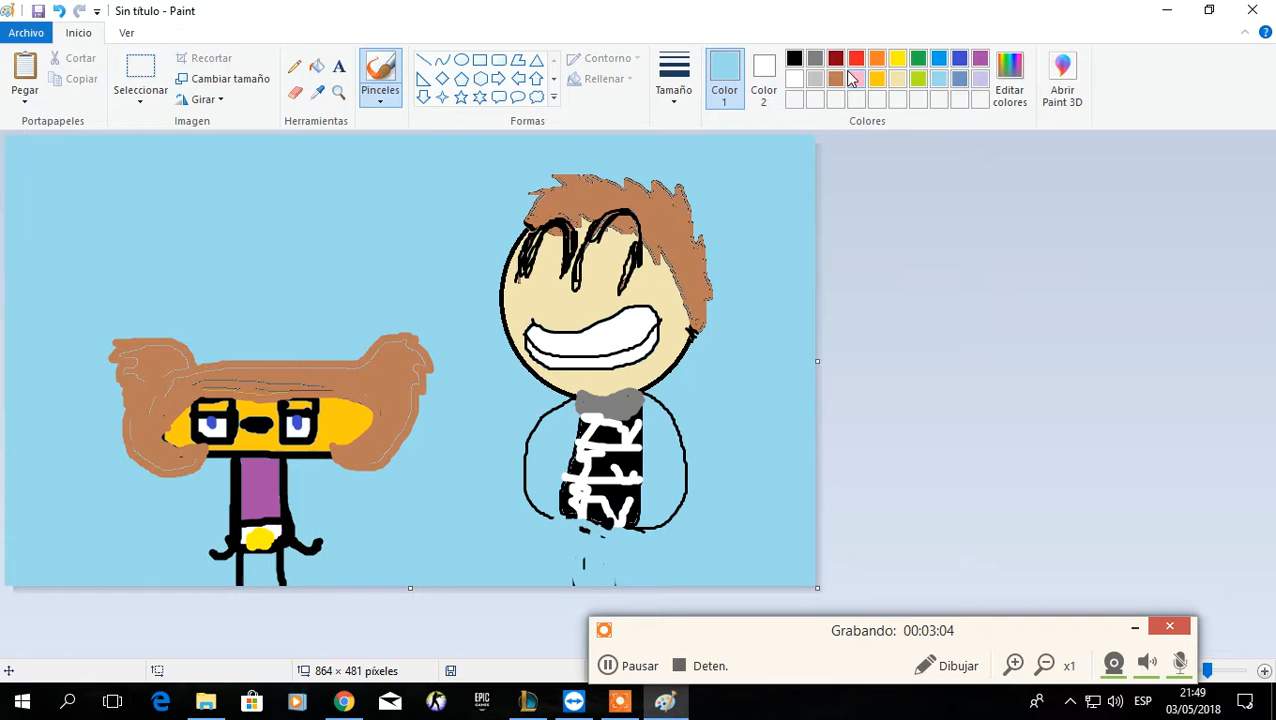 Sin título - Paint
Archivo Inicio Ver
Pegar
Cortar
Copiar
Portapapeles
Seleccionar
Recortar
Cambiar tamaño
Girar
Imagen
A
Herramientas
Pinceles
Contorno
Rellenar
Formas
Tamaño
Color 1
Color 2
Colores
Editar colores
Abrir Paint 3D
Grabando: 00:03:04
Pausar Deten. Dibujar x1
864 × 481 píxeles
EPIC GAMES
ESP
21:49
03/05/2018